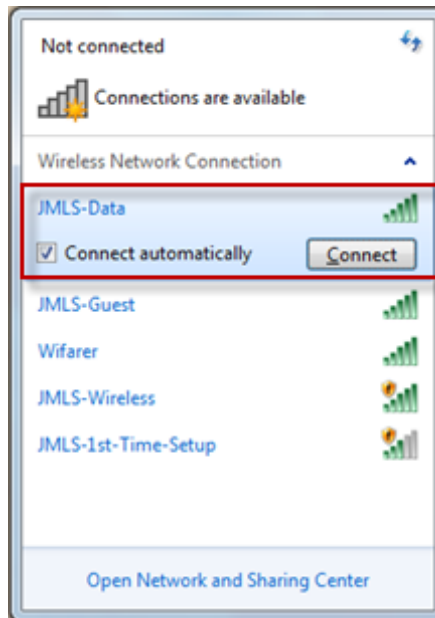 Not connected
Connections are available
Wireless Network Connection
JMLS-Data
Connect automatically
Connect
JMLS-Guest
Wifarer
JMLS-Wireless
JMLS-1st-Time-Setup
Open Network and Sharing Center